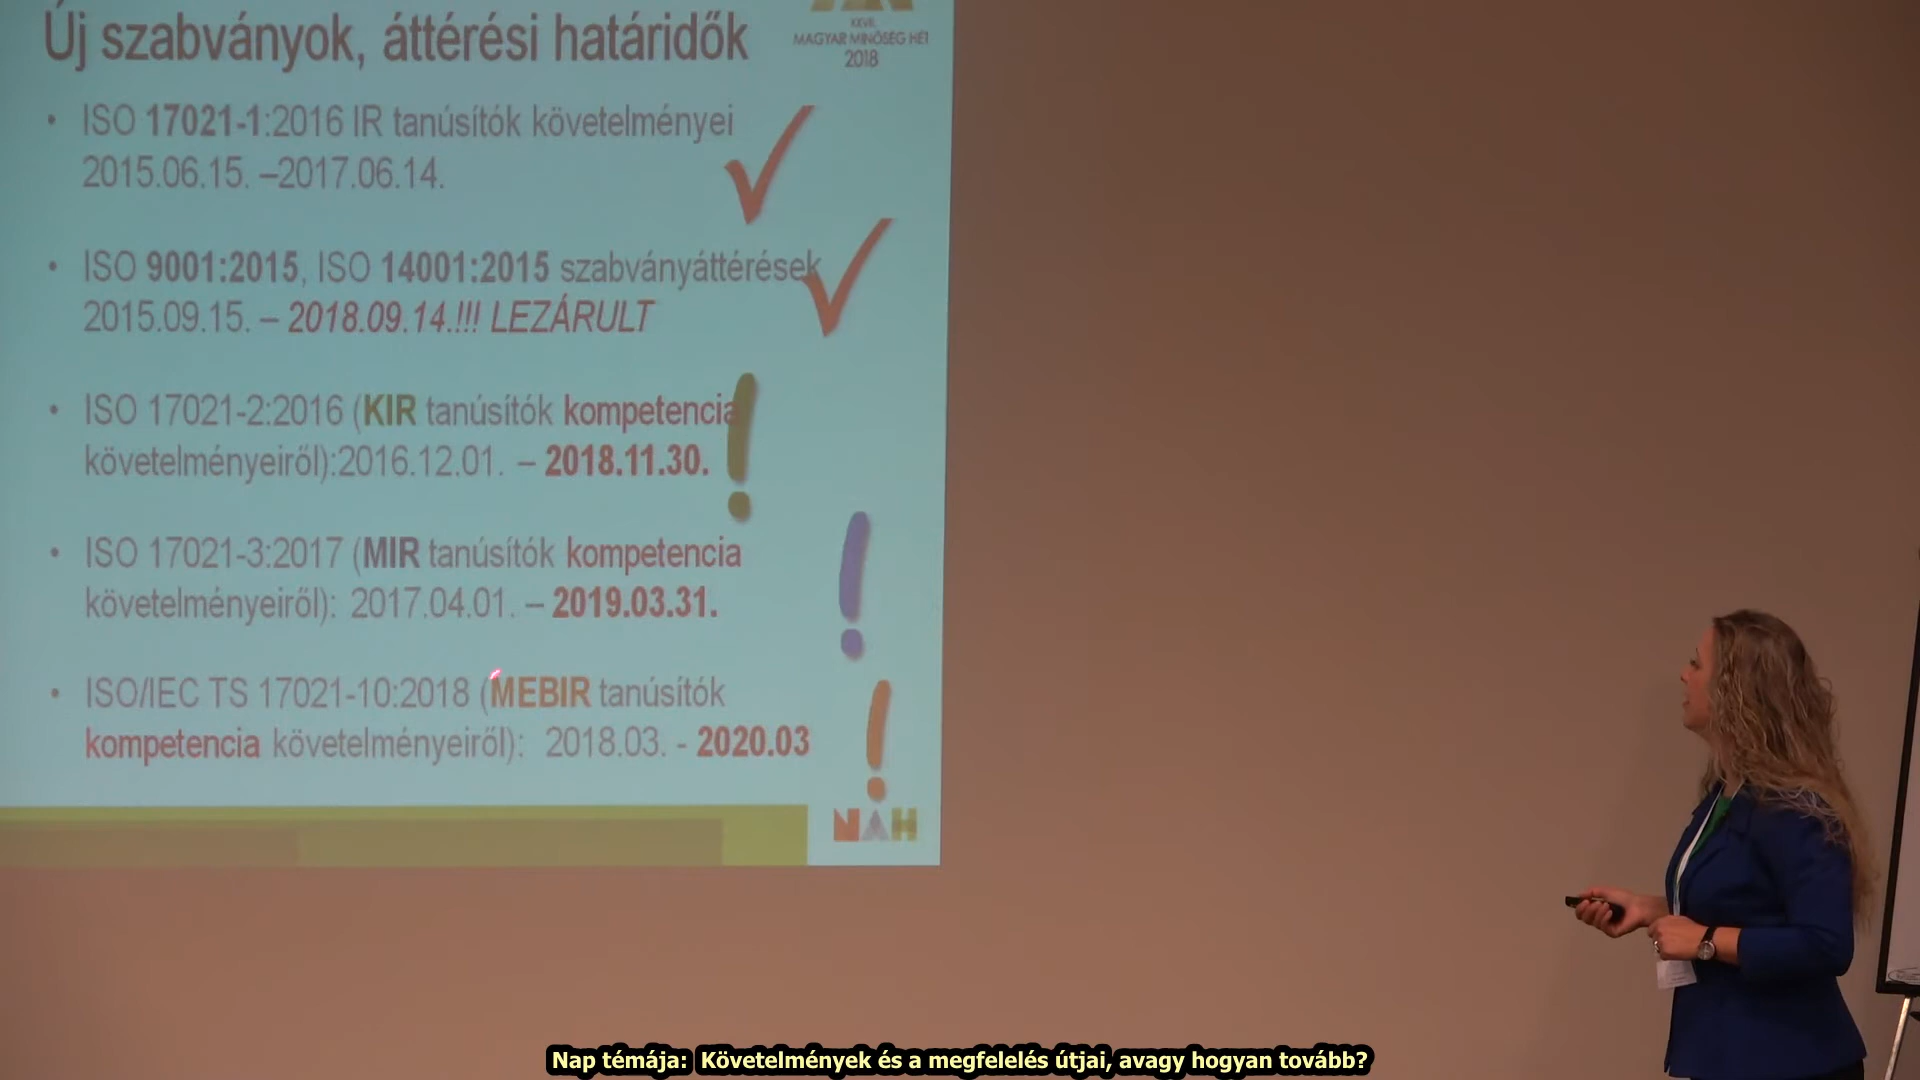 Új szabványok, áttérési határidők
XXVII.
MAGYAR MINŐSÉG HÉT
2018
• ISO 17021-1:2016 IR tanúsítók követelményei
2015.06.15. –2017.06.14.
• ISO 9001:2015, ISO 14001:2015 szabványáttérések
2015.09.15. – 2018.09.14.!!! LEZÁRULT
• ISO 17021-2:2016 (KIR tanúsítók kompetencia
követelményeiről):2016.12.01. – 2018.11.30.
• ISO 17021-3:2017 (MIR tanúsítók kompetencia
követelményeiről): 2017.04.01. – 2019.03.31.
• ISO/IEC TS 17021-10:2018 (MEBIR tanúsítók
kompetencia követelményeiről): 2018.03. - 2020.03
NAH
Nap témája: Követelmények és a megfelelés útjai, avagy hogyan tovább?